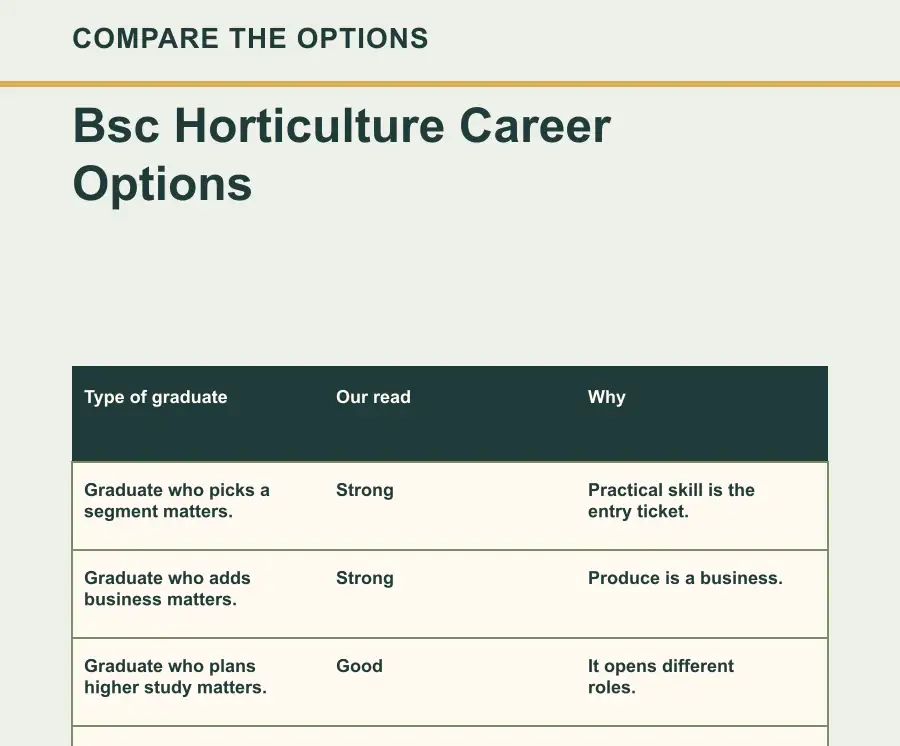 COMPARE THE OPTIONS
Bsc Horticulture Career
Options
Type of graduate
Our read
Why
Graduate who picks a
segment matters.
Strong
Practical skill is the
entry ticket.
Graduate who adds
business matters.
Strong
Produce is a business.
Graduate who plans
higher study matters.
Good
It opens different
roles.